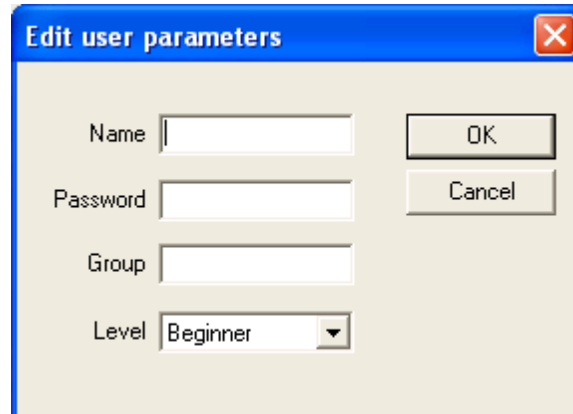 Edit user parameters
Name
OK
Password
Cancel
Group
Level Beginner